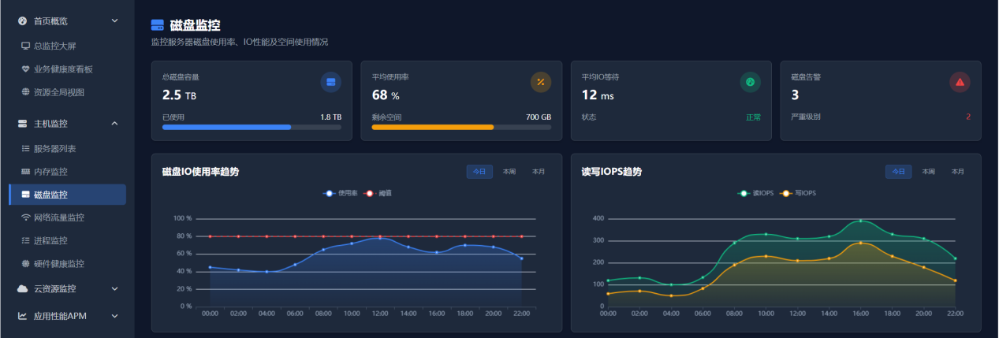 首页概览
总监控大屏
业务健康度看板
资源全局视图
主机监控
服务器列表
内存监控
磁盘监控
网络流量监控
进程监控
硬件健康监控
云资源监控
应用性能APM
磁盘监控
监控服务器磁盘使用率、IO性能及空间使用情况
总磁盘容量
2.5 TB
已使用 1.8 TB
平均使用率
68 %
剩余空间 700 GB
平均IO等待
12 ms
状态 正常
磁盘告警
3
严重级别 2
磁盘IO使用率趋势 今日 本周 本月
使用率 阈值
100 %
80 %
60 %
40 %
20 %
0 %
00:00 02:00 04:00 06:00 08:00 10:00 12:00 14:00 16:00 18:00 20:00 22:00
读写IOPS趋势 今日 本周 本月
读IOPS 写IOPS
400
300
200
100
0
00:00 02:00 04:00 06:00 08:00 10:00 12:00 14:00 16:00 18:00 20:00 22:00